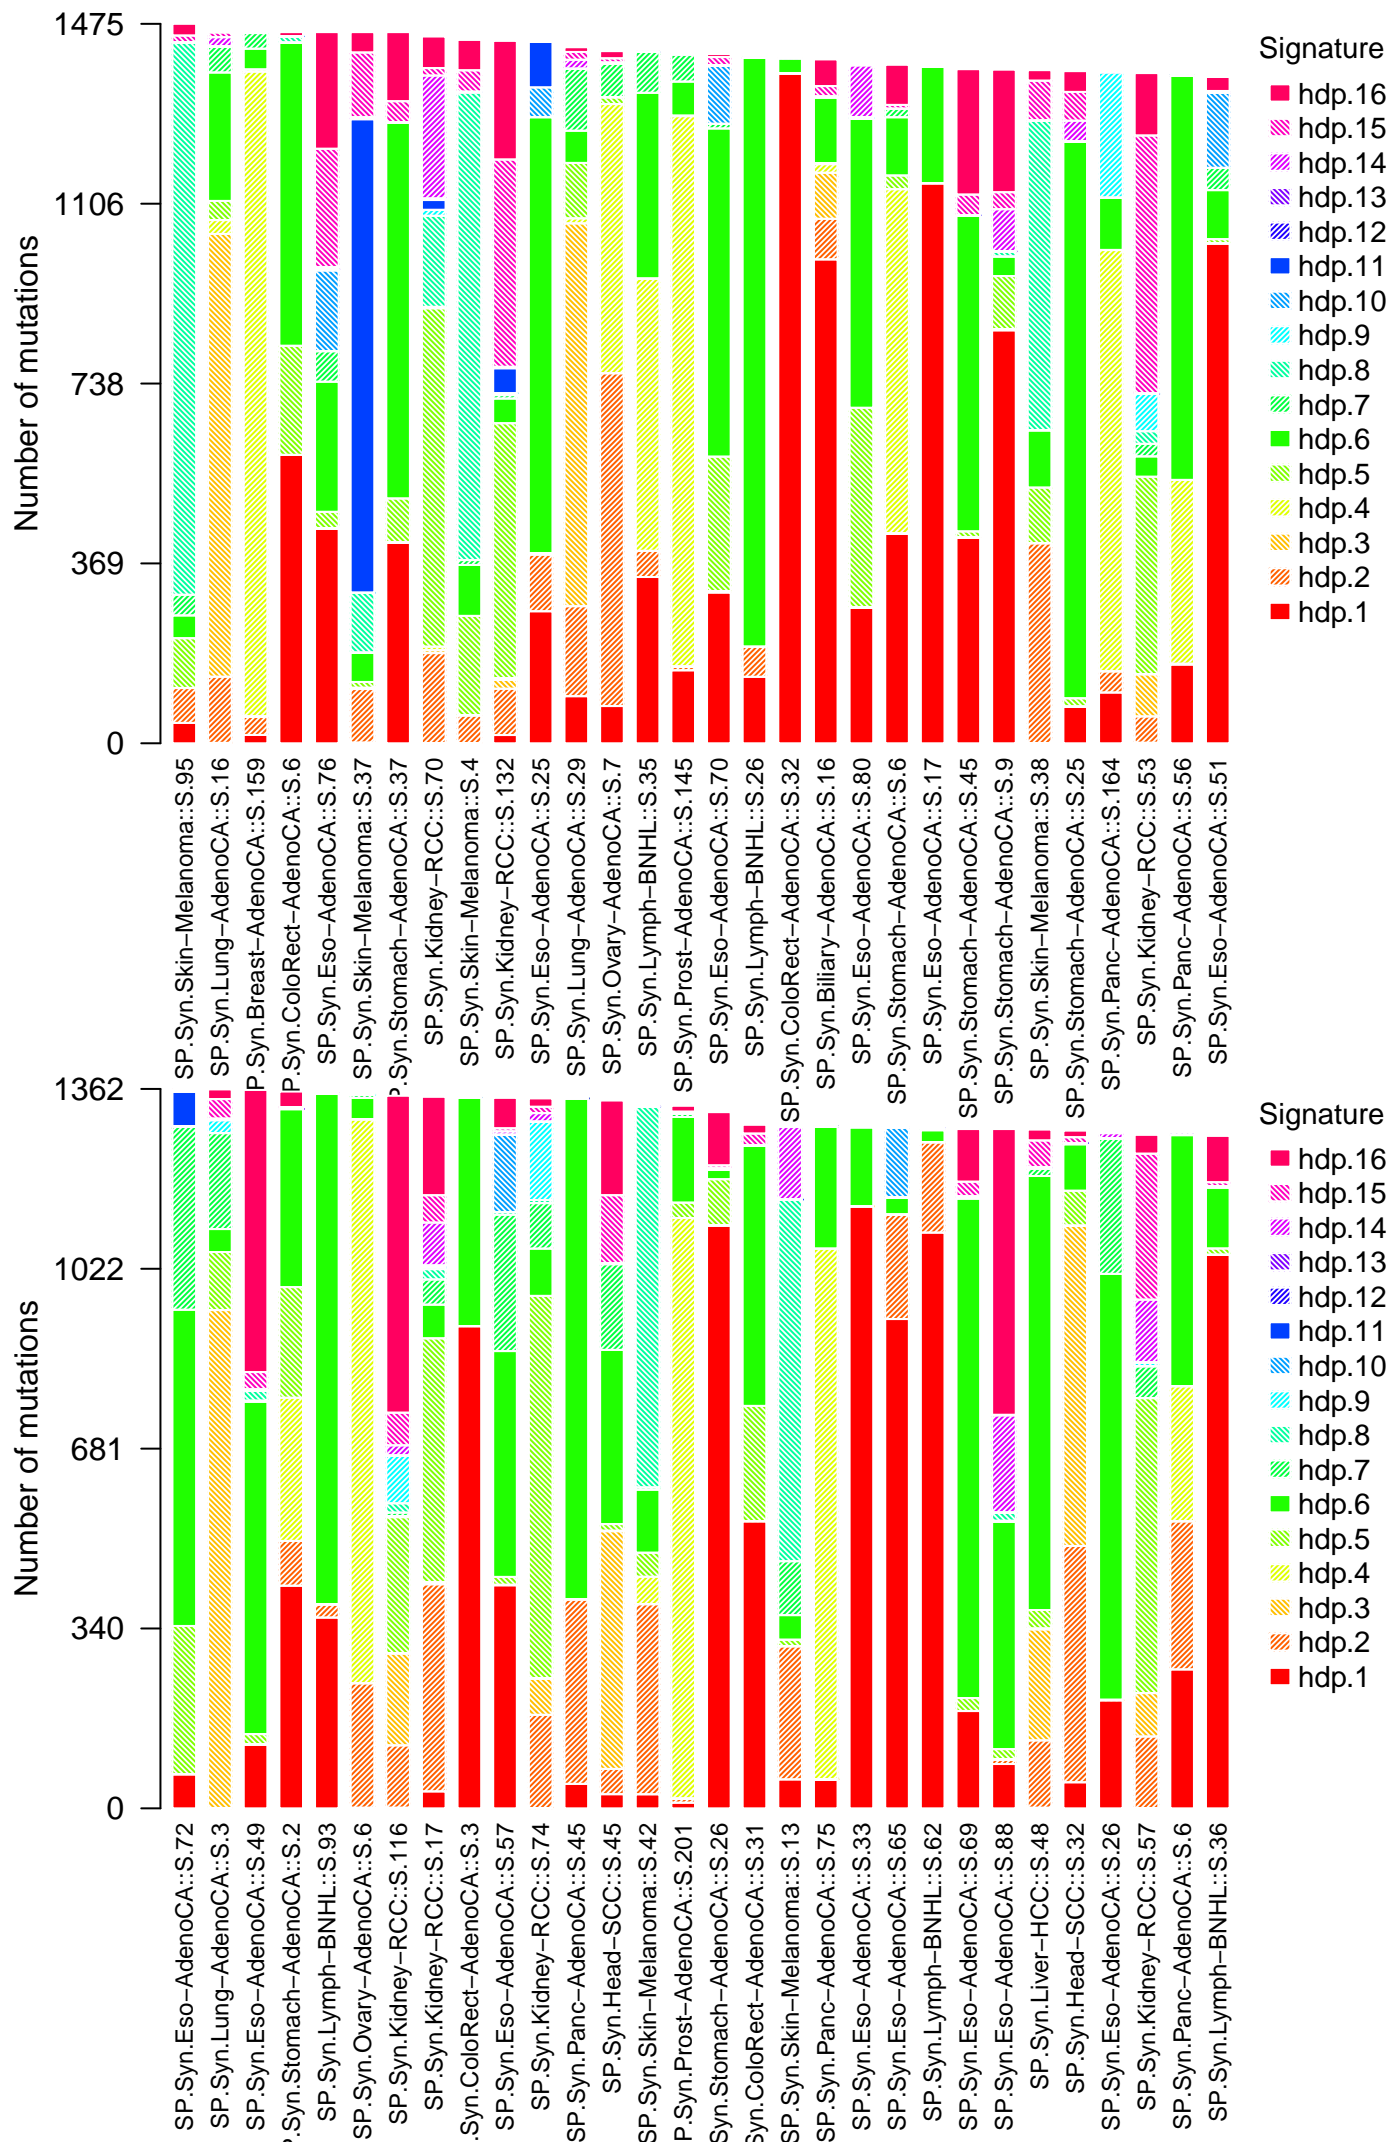 Number of mutations
1475
1106
738
369
0
Signature
hdp.16
hdp.15
hdp.14
hdp.13
hdp.12
hdp.11
hdp.10
hdp.9
hdp.8
hdp.7
hdp.6
hdp.5
hdp.4
hdp.3
hdp.2
hdp.1
SP.Syn.Skin−Melanoma::S.95
SP.Syn.Lung−AdenoCA::S.16
P.Syn.Breast−AdenoCA::S.159
P.Syn.ColoRect−AdenoCA::S.6
SP.Syn.Eso−AdenoCA::S.76
SP.Syn.Skin−Melanoma::S.37
P.Syn.Stomach−AdenoCA::S.37
SP.Syn.Kidney−RCC::S.70
SP.Syn.Skin−Melanoma::S.4
SP.Syn.Kidney−RCC::S.132
SP.Syn.Eso−AdenoCA::S.25
SP.Syn.Lung−AdenoCA::S.29
SP.Syn.Ovary−AdenoCA::S.7
SP.Syn.Lymph−BNHL::S.35
SP.Syn.Prost−AdenoCA::S.145
SP.Syn.Eso−AdenoCA::S.70
SP.Syn.Lymph−BNHL::S.26
SP.Syn.ColoRect−AdenoCA::S.32
SP.Syn.Biliary−AdenoCA::S.16
SP.Syn.Eso−AdenoCA::S.80
SP.Syn.Stomach−AdenoCA::S.6
SP.Syn.Eso−AdenoCA::S.17
SP.Syn.Stomach−AdenoCA::S.45
SP.Syn.Stomach−AdenoCA::S.9
SP.Syn.Skin−Melanoma::S.38
SP.Syn.Stomach−AdenoCA::S.25
SP.Syn.Panc−AdenoCA::S.164
SP.Syn.Kidney−RCC::S.53
SP.Syn.Panc−AdenoCA::S.56
SP.Syn.Eso−AdenoCA::S.51
Number of mutations
1362
1022
681
340
0
Signature
hdp.16
hdp.15
hdp.14
hdp.13
hdp.12
hdp.11
hdp.10
hdp.9
hdp.8
hdp.7
hdp.6
hdp.5
hdp.4
hdp.3
hdp.2
hdp.1
SP.Syn.Eso−AdenoCA::S.72
SP.Syn.Lung−AdenoCA::S.3
SP.Syn.Eso−AdenoCA::S.49
P.Syn.Stomach−AdenoCA::S.2
SP.Syn.Lymph−BNHL::S.93
SP.Syn.Ovary−AdenoCA::S.6
SP.Syn.Kidney−RCC::S.116
SP.Syn.Kidney−RCC::S.17
.Syn.ColoRect−AdenoCA::S.3
SP.Syn.Eso−AdenoCA::S.57
SP.Syn.Kidney−RCC::S.74
SP.Syn.Panc−AdenoCA::S.45
SP.Syn.Head−SCC::S.45
SP.Syn.Skin−Melanoma::S.42
P.Syn.Prost−AdenoCA::S.201
Syn.Stomach−AdenoCA::S.26
Syn.ColoRect−AdenoCA::S.31
SP.Syn.Skin−Melanoma::S.13
SP.Syn.Panc−AdenoCA::S.75
SP.Syn.Eso−AdenoCA::S.33
SP.Syn.Eso−AdenoCA::S.65
SP.Syn.Lymph−BNHL::S.62
SP.Syn.Eso−AdenoCA::S.69
SP.Syn.Eso−AdenoCA::S.88
SP.Syn.Liver−HCC::S.48
SP.Syn.Head−SCC::S.32
SP.Syn.Eso−AdenoCA::S.26
SP.Syn.Kidney−RCC::S.57
SP.Syn.Panc−AdenoCA::S.6
SP.Syn.Lymph−BNHL::S.36